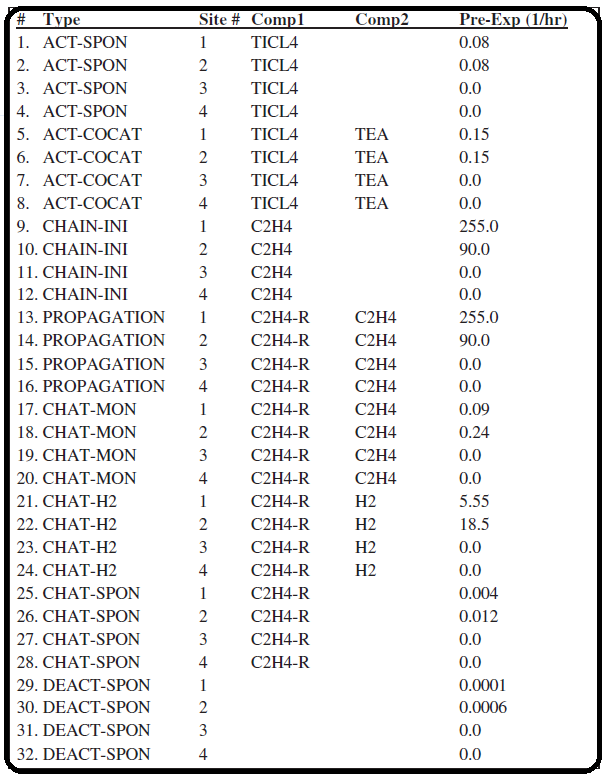 # Type Site # Comp1 Comp2 Pre-Exp (1/hr)
1. ACT-SPON 1 TICL4 0.08
2. ACT-SPON 2 TICL4 0.08
3. ACT-SPON 3 TICL4 0.0
4. ACT-SPON 4 TICL4 0.0
5. ACT-COCAT 1 TICL4 TEA 0.15
6. ACT-COCAT 2 TICL4 TEA 0.15
7. ACT-COCAT 3 TICL4 TEA 0.0
8. ACT-COCAT 4 TICL4 TEA 0.0
9. CHAIN-INI 1 C2H4 255.0
10. CHAIN-INI 2 C2H4 90.0
11. CHAIN-INI 3 C2H4 0.0
12. CHAIN-INI 4 C2H4 0.0
13. PROPAGATION 1 C2H4-R C2H4 255.0
14. PROPAGATION 2 C2H4-R C2H4 90.0
15. PROPAGATION 3 C2H4-R C2H4 0.0
16. PROPAGATION 4 C2H4-R C2H4 0.0
17. CHAT-MON 1 C2H4-R C2H4 0.09
18. CHAT-MON 2 C2H4-R C2H4 0.24
19. CHAT-MON 3 C2H4-R C2H4 0.0
20. CHAT-MON 4 C2H4-R C2H4 0.0
21. CHAT-H2 1 C2H4-R H2 5.55
22. CHAT-H2 2 C2H4-R H2 18.5
23. CHAT-H2 3 C2H4-R H2 0.0
24. CHAT-H2 4 C2H4-R H2 0.0
25. CHAT-SPON 1 C2H4-R 0.004
26. CHAT-SPON 2 C2H4-R 0.012
27. CHAT-SPON 3 C2H4-R 0.0
28. CHAT-SPON 4 C2H4-R 0.0
29. DEACT-SPON 1 0.0001
30. DEACT-SPON 2 0.0006
31. DEACT-SPON 3 0.0
32. DEACT-SPON 4 0.0